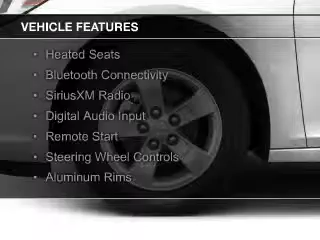 VEHICLE FEATURES
• Heated Seats
• Bluetooth Connectivity
• SiriusXM Radio
• Digital Audio Input
• Remote Start
• Steering Wheel Controls
• Aluminum Rims